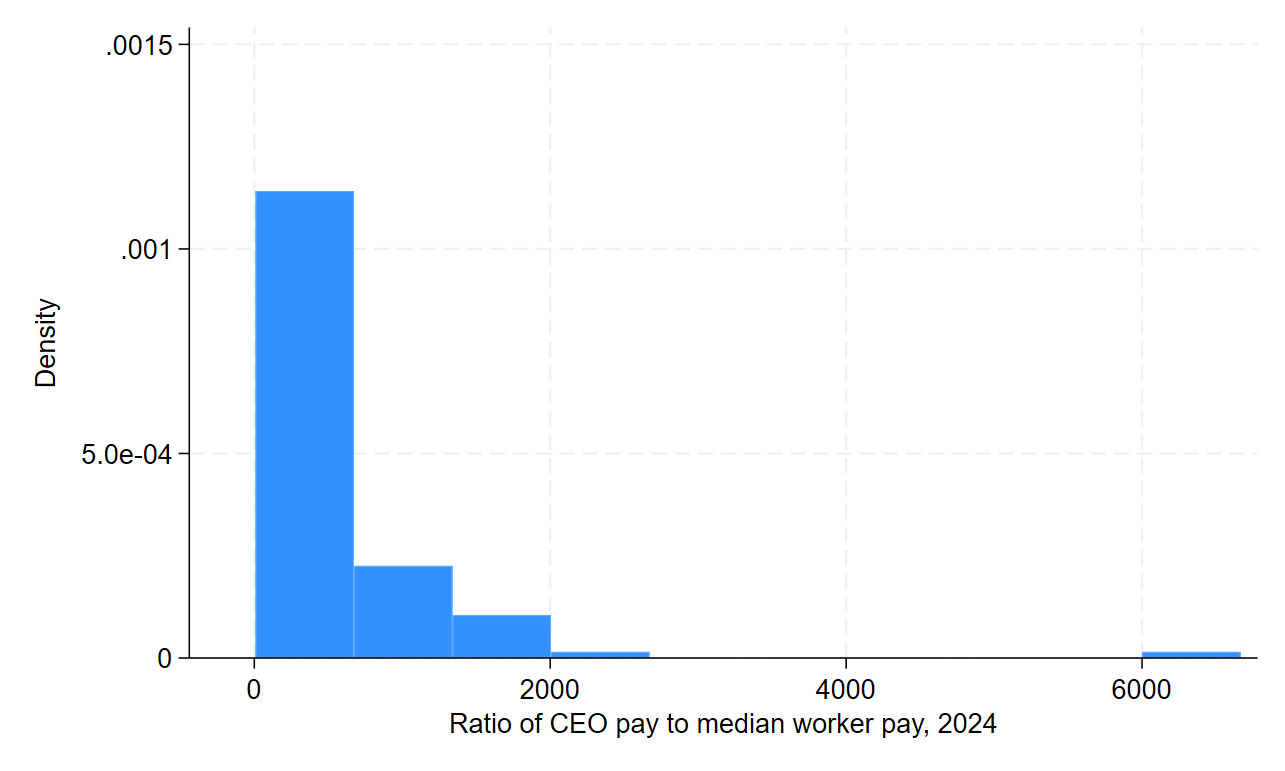 .0015
.001
5.0e-04
0
Density
0 2000 4000 6000
Ratio of CEO pay to median worker pay, 2024